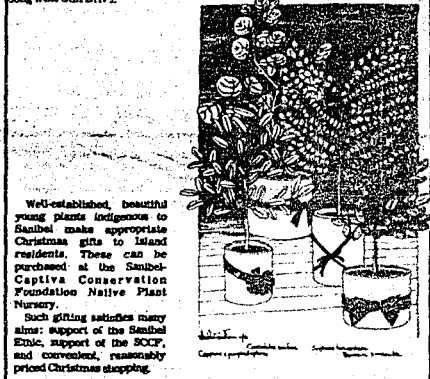 Well-established, beautiful
young plants indigenous to
Sanibel make appropriate
Christmas gifts to island
residents. These can be
purchased at the Sanibel-
Captiva Conservation
Foundation Native Plant
Nursery.
Such gifting satisfies many
aims: support of the Sanibel
Ethic, support of the SCCF,
and convenient, reasonably
priced Christmas shopping.